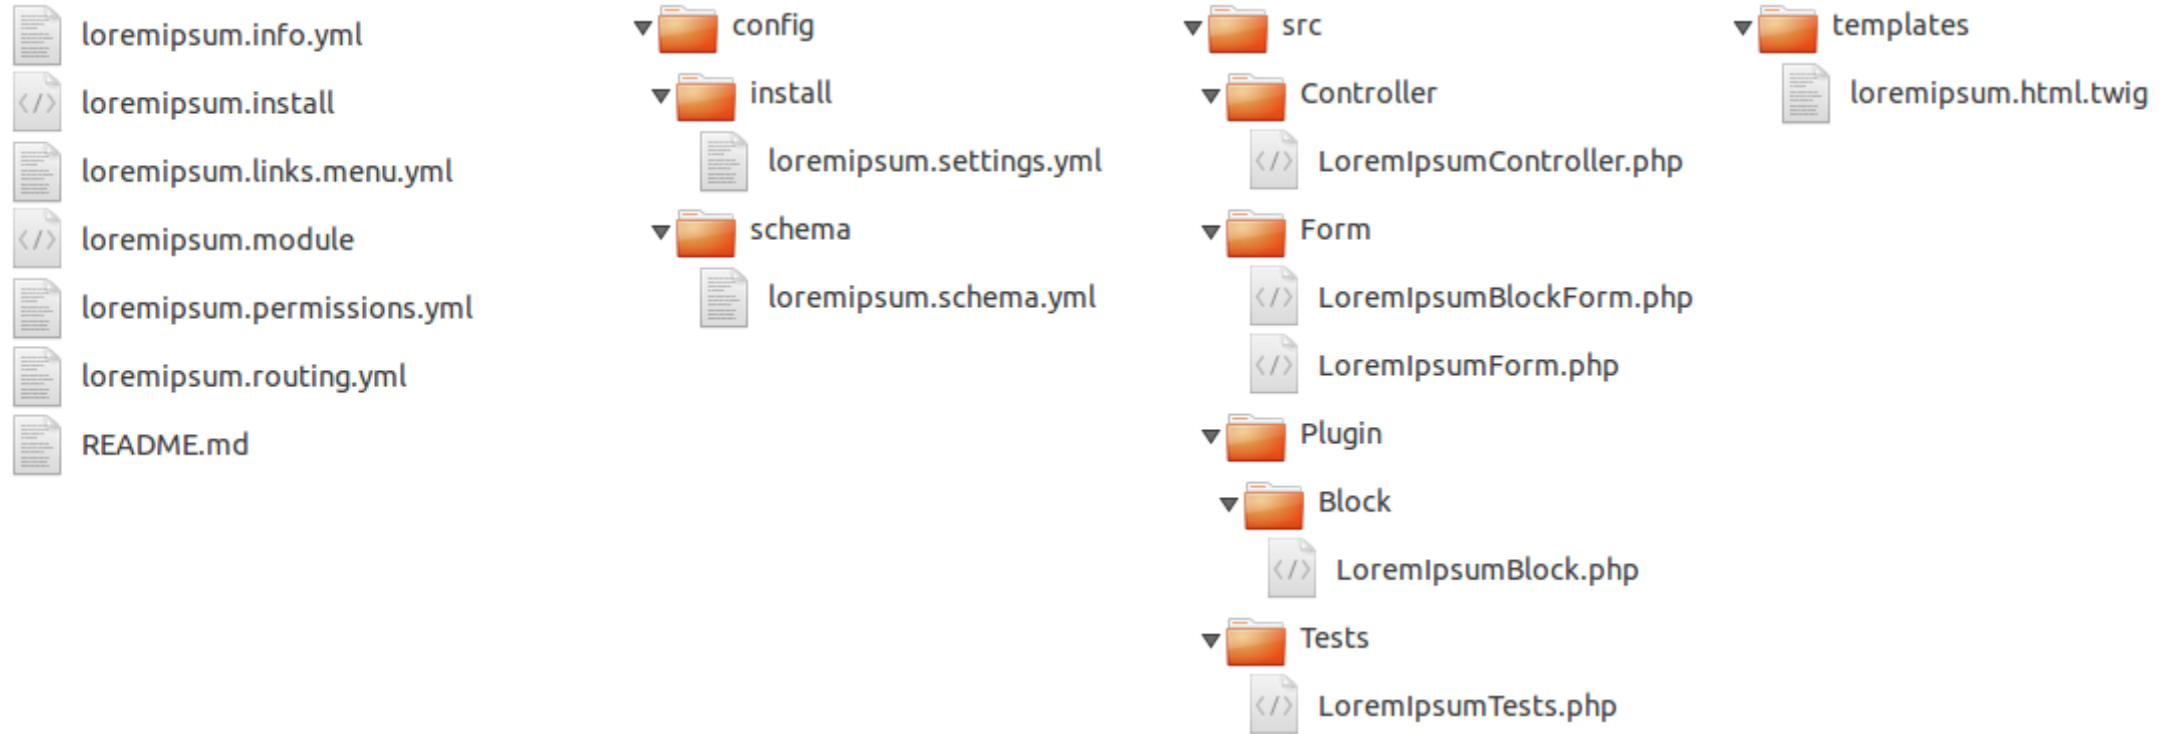 loremipsum.info.yml
loremipsum.install
loremipsum.links.menu.yml
loremipsum.module
loremipsum.permissions.yml
loremipsum.routing.yml
README.md
config
install
loremipsum.settings.yml
schema
loremipsum.schema.yml
src
Controller
LoremIpsumController.php
Form
LoremIpsumBlockForm.php
LoremIpsumForm.php
Plugin
Block
LoremIpsumBlock.php
Tests
LoremIpsumTests.php
templates
loremipsum.html.twig